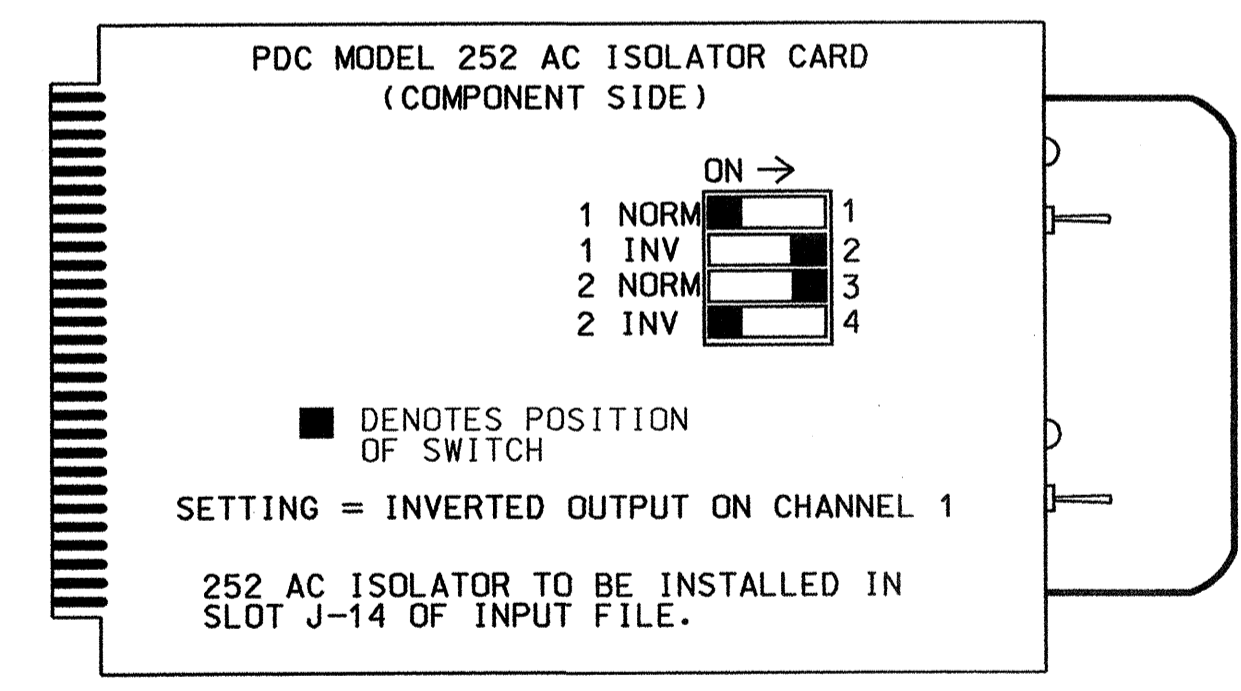 PDC MODEL 252 AC ISOLATOR CARD
(COMPONENT SIDE)
ON →
1 NORM 1
1 INV 2
2 NORM 3
2 INV 4
DENOTES POSITION
OF SWITCH
SETTING = INVERTED OUTPUT ON CHANNEL 1
252 AC ISOLATOR TO BE INSTALLED IN
SLOT J-14 OF INPUT FILE.